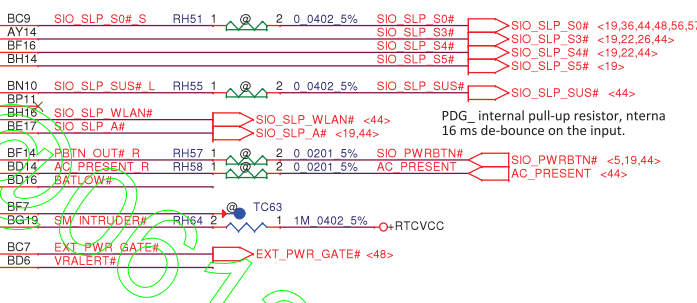 BC9 SIO_SLP_S0#_S RH51 1 @ 2 0_0402_5% SIO_SLP_S0# SIO_SLP_S0# <19,36,44,48,56,57
AY14 SIO_SLP_S3# SIO_SLP_S3# <19,22,26,44>
BF16 SIO_SLP_S4# SIO_SLP_S4# <19,22,44>
BH14 SIO_SLP_S5# SIO_SLP_S5# <19>
BN10 SIO_SLP_SUS#_L RH55 1 @ 2 0_0402_5% SIO_SLP_SUS# SIO_SLP_SUS# <44>
BP11
BH16 SIO_SLP_WLAN# SIO_SLP_WLAN# <44>
BE17 SIO_SLP_A# SIO_SLP_A# <19,44>
PDG_ internal pull-up resistor, nterna
16 ms de-bounce on the input.
BF14 PBTN_OUT#_R RH57 1 @ 2 0_0201_5% SIO_PWRBTN# SIO_PWRBTN# <5,19,44>
BD14 AC_PRESENT_R RH58 1 @ 2 0_0201_5% AC_PRESENT AC_PRESENT <44>
BD16 BATLOW#
BF7 @ TC63
BG19 SM_INTRUDER# RH64 2 1 1M_0402_5% +RTCVCC
BC7 EXT_PWR_GATE# EXT_PWR_GATE# <48>
BD6 VRALERT#